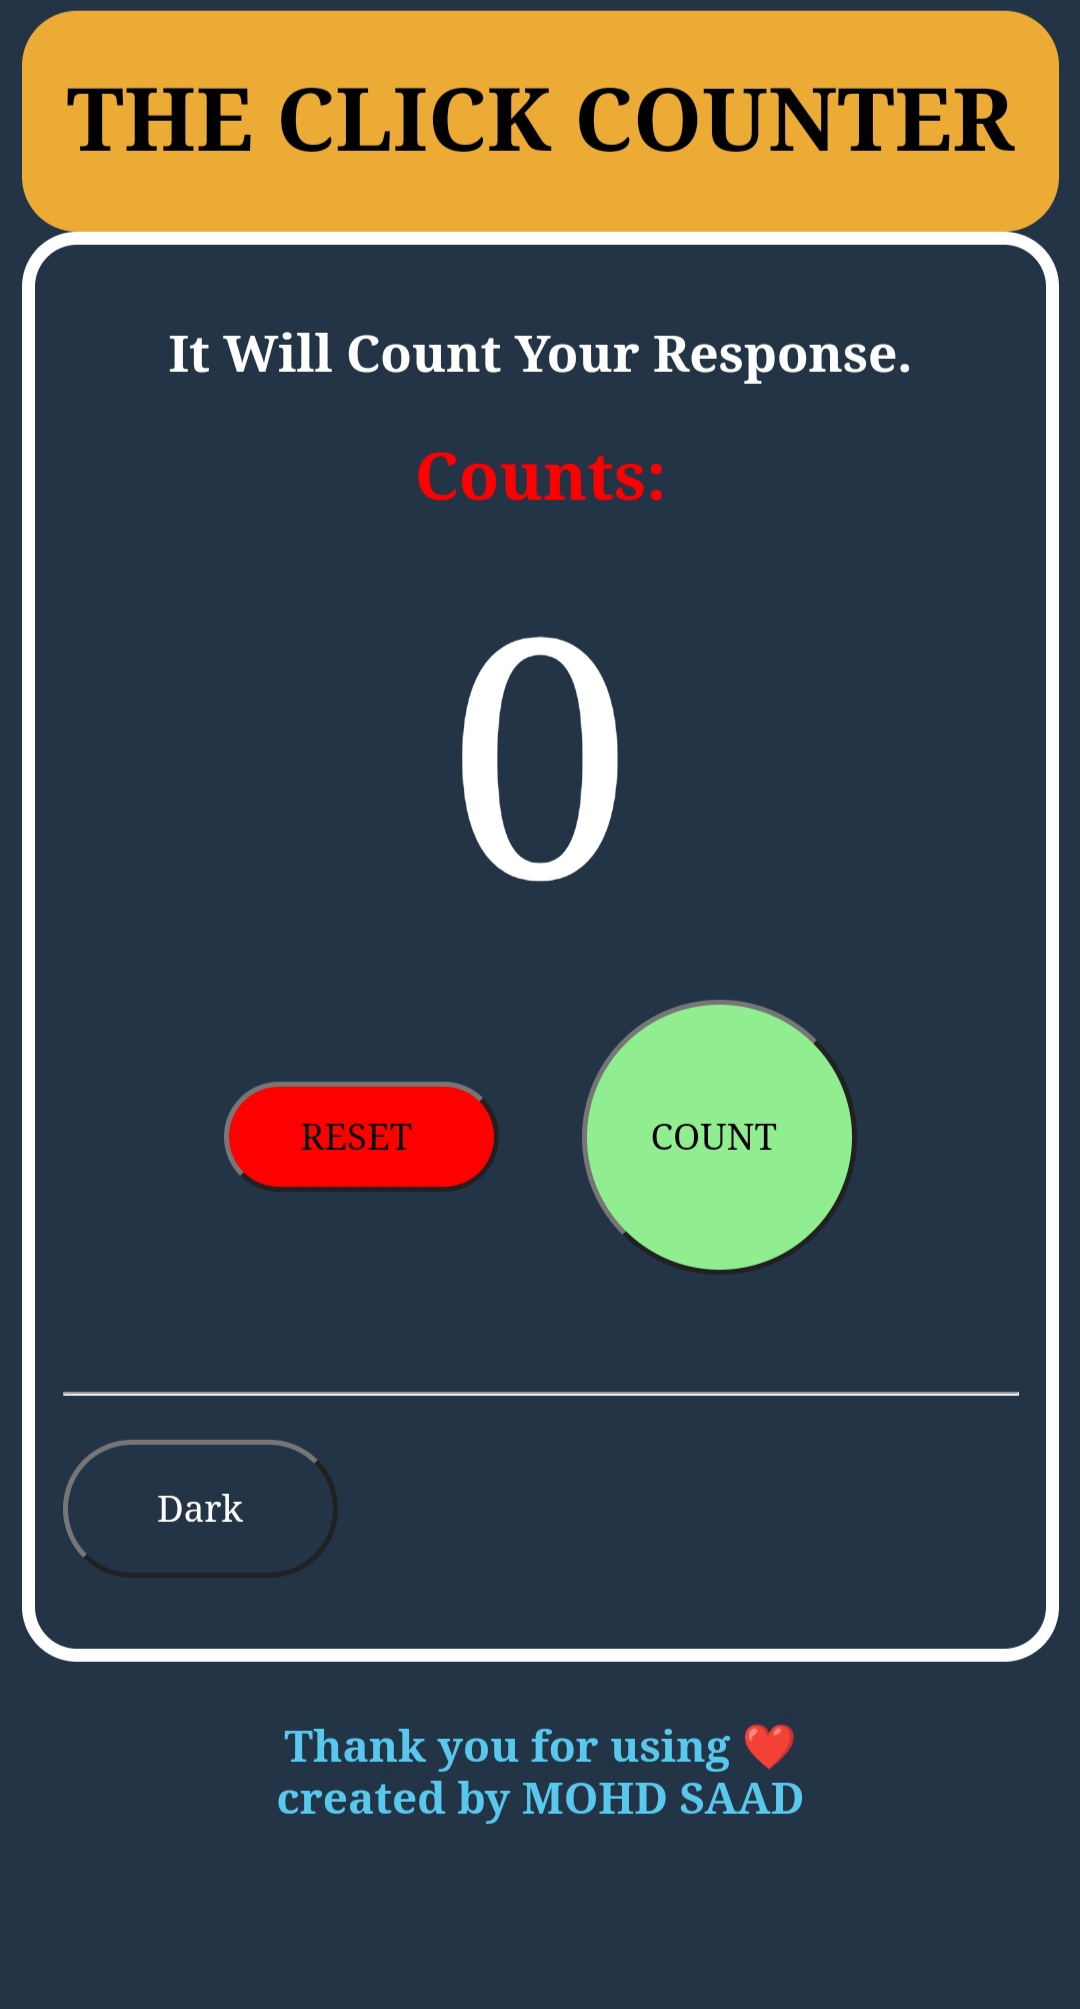 THE CLICK COUNTER
It Will Count Your Response.
Counts:
0
RESET
COUNT
Dark
Thank you for using ❤️
created by MOHD SAAD